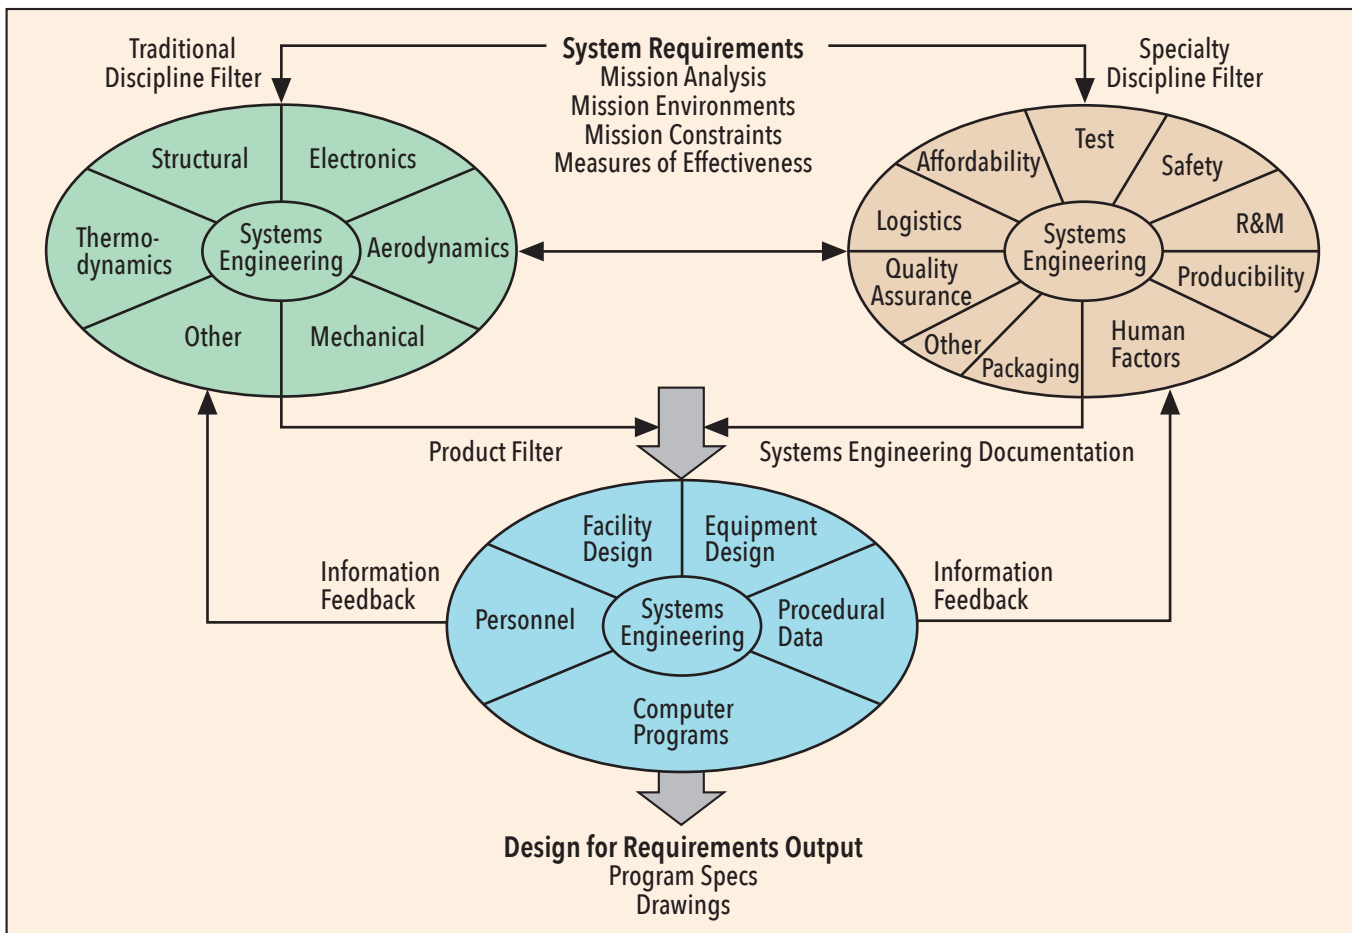 Traditional
Discipline Filter
System Requirements
Mission Analysis
Mission Environments
Mission Constraints
Measures of Effectiveness
Specialty
Discipline Filter
Structural
Electronics
Thermo-
dynamics
Systems
Engineering
Aerodynamics
Other
Mechanical
Affordability
Test
Safety
Logistics
Systems
Engineering
R&M
Quality
Assurance
Producibility
Other
Packaging
Human
Factors
Product Filter
Systems Engineering Documentation
Facility
Design
Equipment
Design
Information
Feedback
Personnel
Systems
Engineering
Procedural
Data
Information
Feedback
Computer
Programs
Design for Requirements Output
Program Specs
Drawings